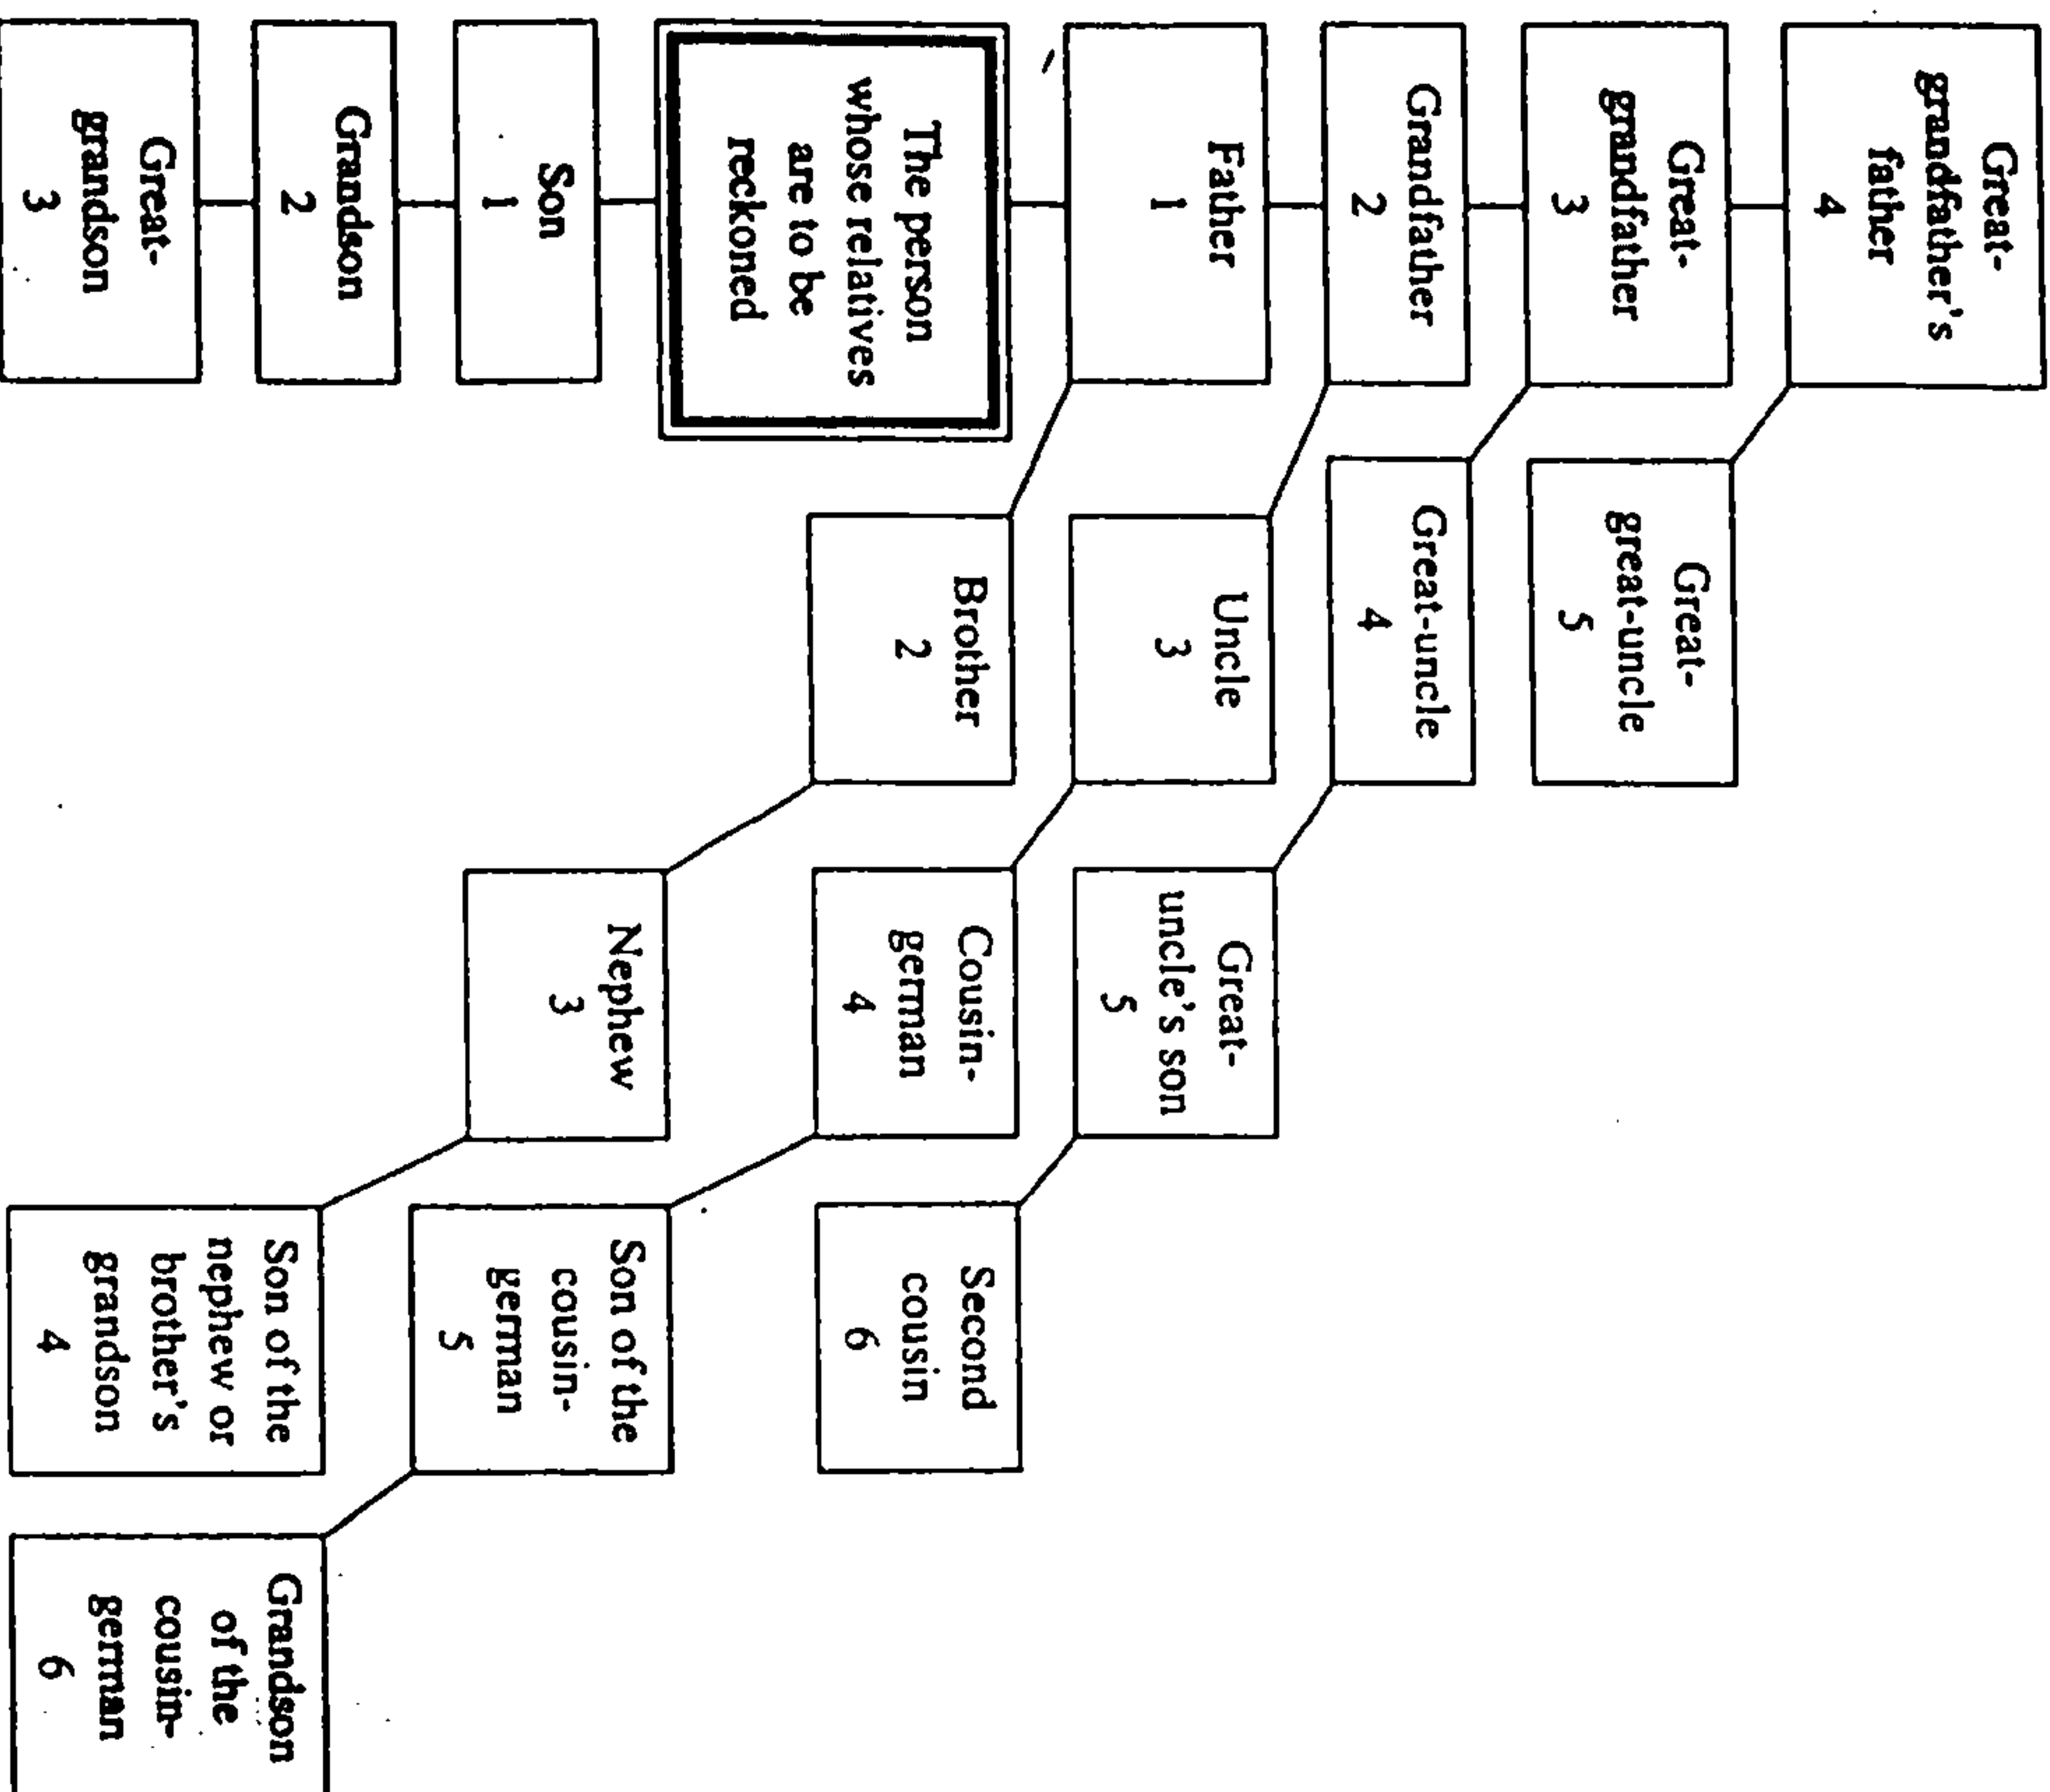 Great-
grandfather's
father
4
Great-
grandfather
3
Great-
great-uncle
5
Grandfather
2
Great-uncle
4
Father
1
Uncle
3
Great-
uncle's son
5
The person
whose relatives
are to be
reckoned
Brother
2
Cousin-
german
4
Second
cousin
6
Son
1
Nephew
3
Son of the
cousin-
german
5
Grandson
2
Great-
grandson
3
Son of the
nephew or
brother's
grandson
4
Grandson
of the
cousin-
german
6